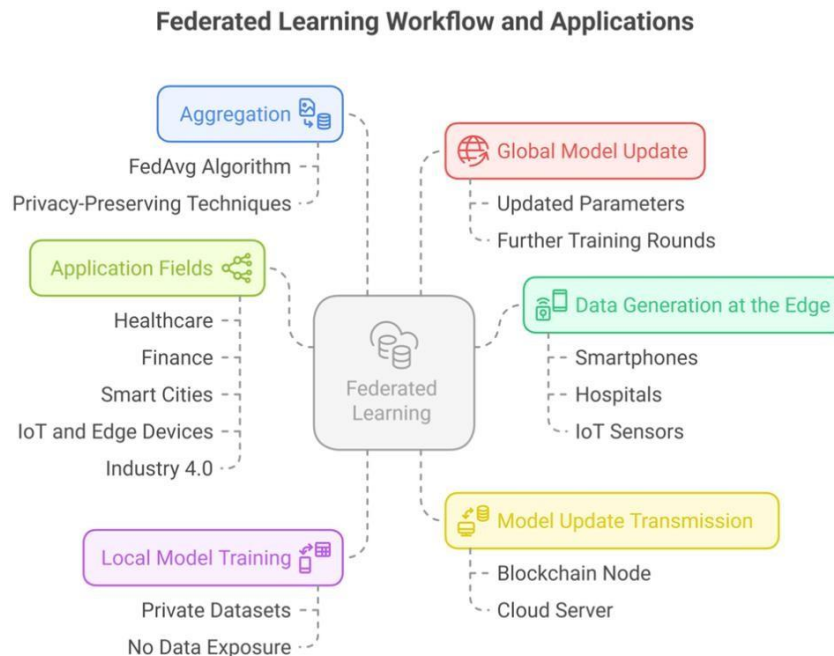 Federated Learning Workflow and Applications
Aggregation
FedAvg Algorithm
Privacy-Preserving Techniques
Global Model Update
Updated Parameters
Further Training Rounds
Application Fields
Healthcare
Finance
Smart Cities
IoT and Edge Devices
Industry 4.0
Data Generation at the Edge
Smartphones
Hospitals
IoT Sensors
Federated
Learning
Local Model Training
Private Datasets
No Data Exposure
Model Update Transmission
Blockchain Node
Cloud Server